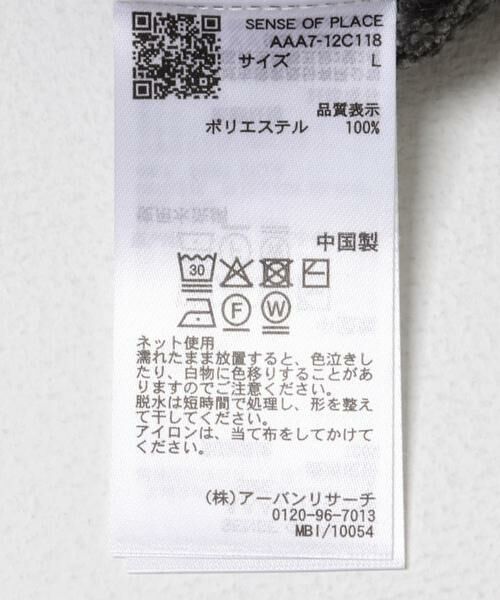 SENSE OF PLACE
AAA7-12C118
サイズ L
品質表示
ポリエステル 100%
中国製
30
F W
ネット使用
濡れたまま放置すると、色泣きし
たり、白物に色移りすることがあ
りますのでご注意ください。
脱水は短時間で処理し、形を整え
て干してください。
アイロンは、当て布をしてかけて
ください。
(株)アーバンリサーチ
0120-96-7013
MBI/10054